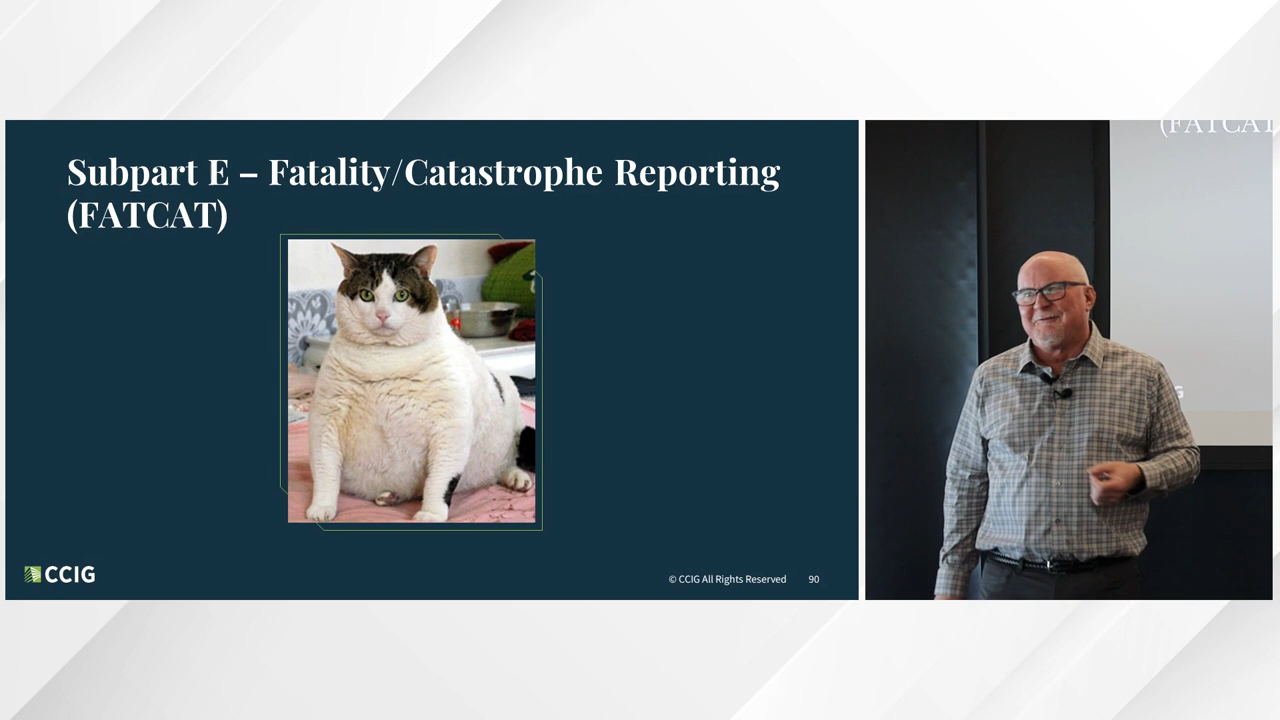 Subpart E – Fatality/Catastrophe Reporting
(FATCAT)
CCIG
© CCIG All Rights Reserved 90
(FATCAT
G